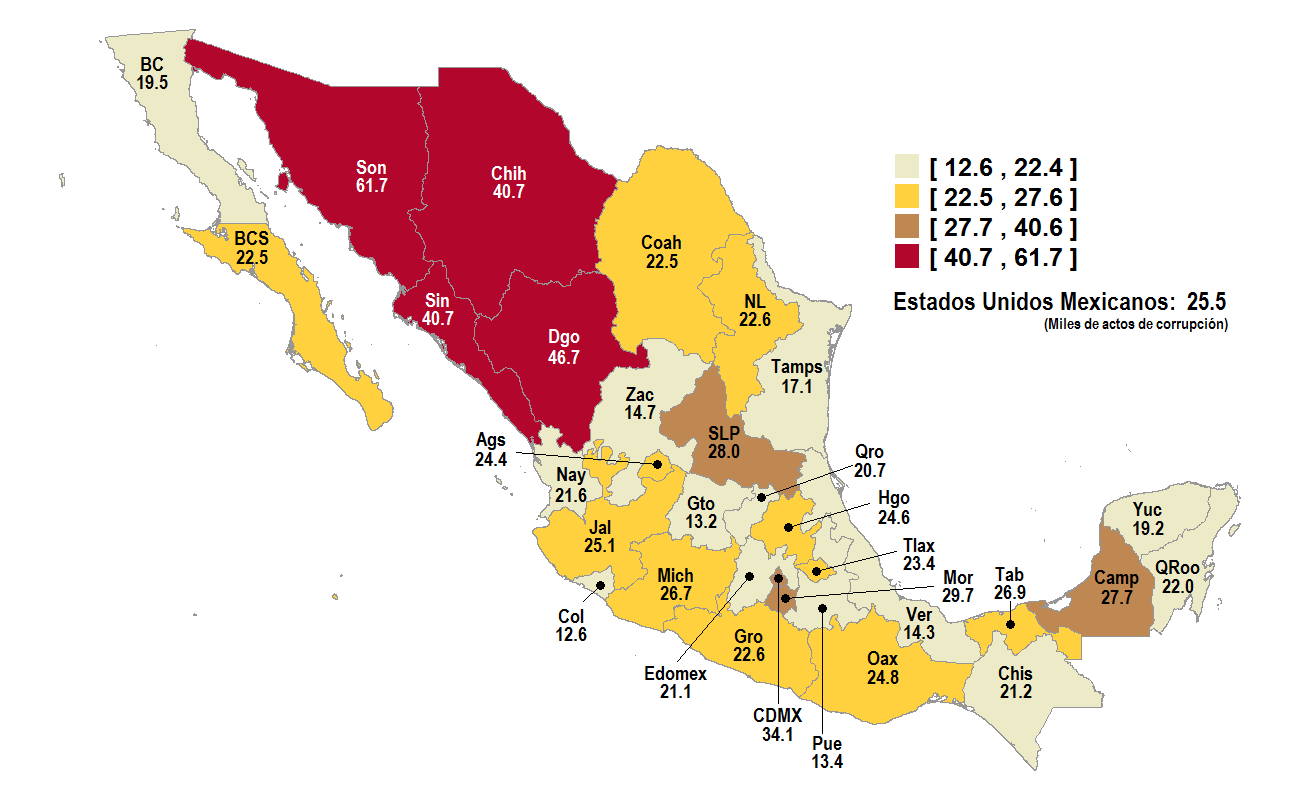 BC
19.5
Son
61.7
Chih
40.7
[ 12.6 , 22.4 ]
[ 22.5 , 27.6 ]
[ 27.7 , 40.6 ]
[ 40.7 , 61.7 ]
Estados Unidos Mexicanos: 25.5
(Miles de actos de corrupción)
BCS
22.5
Coah
22.5
Sin
40.7
NL
22.6
Dgo
46.7
Tamps
17.1
Zac
14.7
SLP
28.0
Ags
24.4
Qro
20.7
Nay
21.6
Gto
13.2
Hgo
24.6
Yuc
19.2
Jal
25.1
Tlax
23.4
Mich
26.7
Mor
29.7
Tab
26.9
Camp
27.7
QRoo
22.0
Col
12.6
Ver
14.3
Gro
22.6
Edomex
21.1
Oax
24.8
Chis
21.2
CDMX
34.1
Pue
13.4